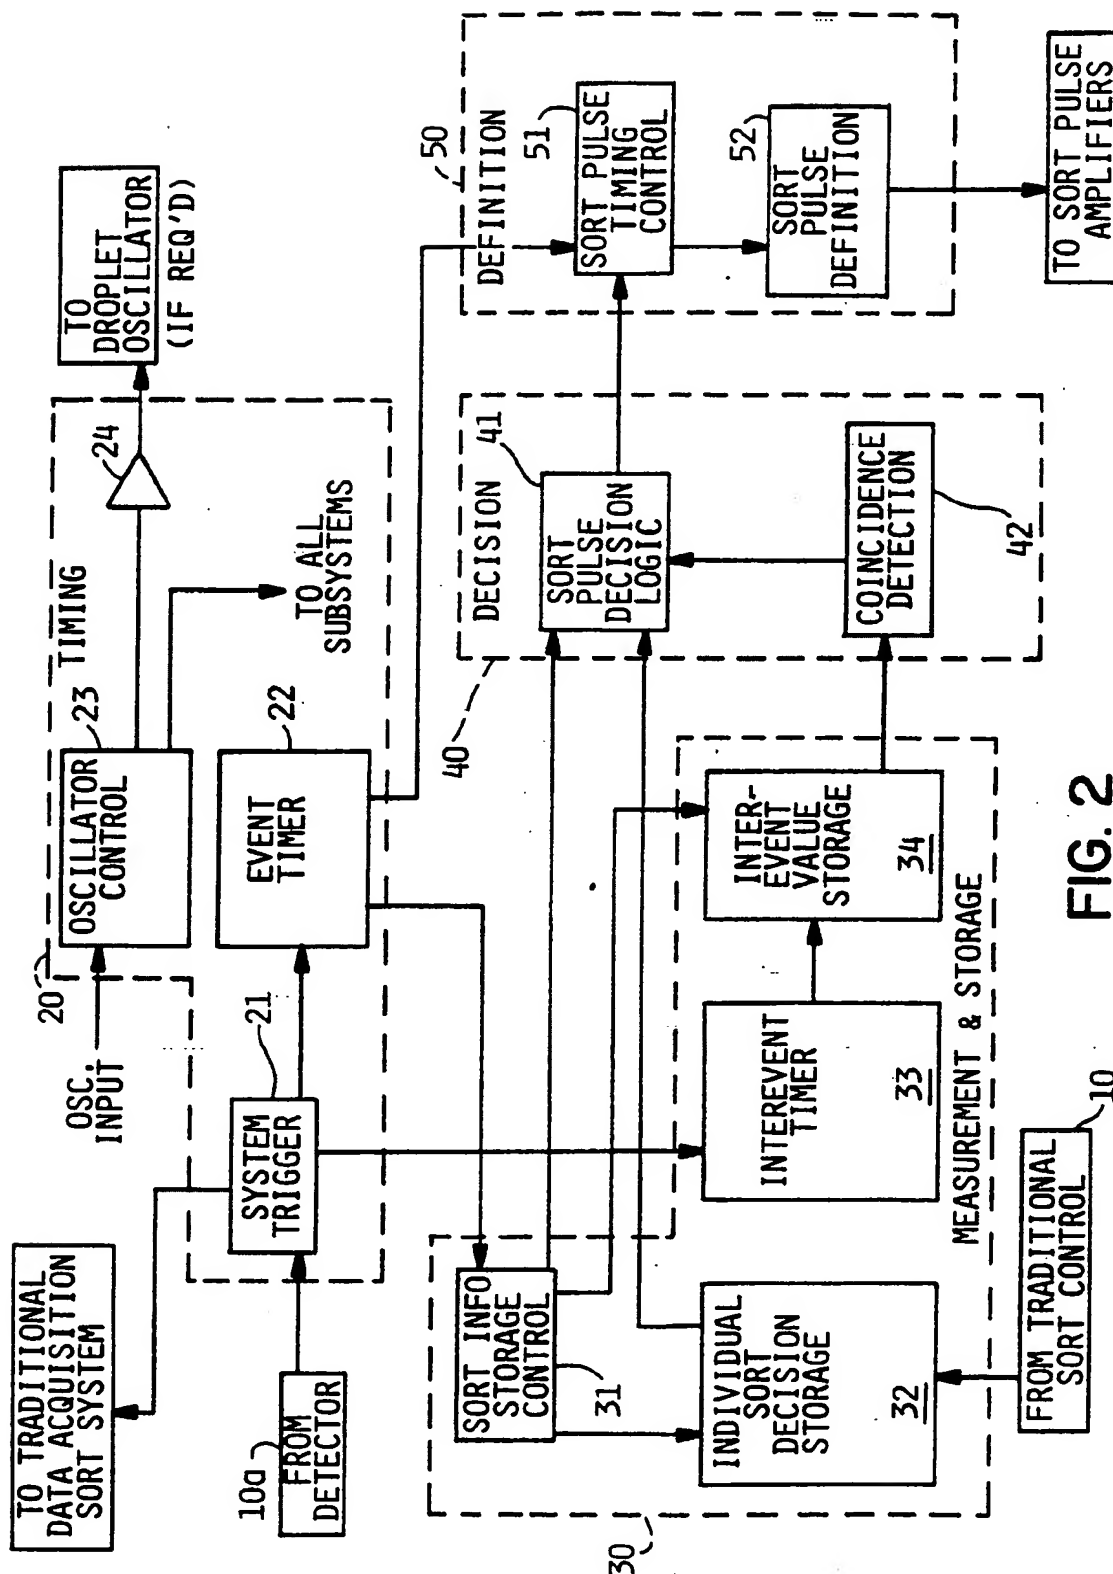 TO TRADITIONAL
DATA ACQUISITION
SORT SYSTEM
10a
FROM
DETECTOR
OSC.
INPUT
20
SYSTEM
TRIGGER
21
OSCILLATOR
CONTROL
23
TIMING
EVENT
TIMER
22
24
TO ALL
SUBSYSTEMS
TO
DROPLET
OSCILLATOR
(IF REQ'D)
30
SORT INFO
STORAGE
CONTROL
31
INDIVIDUAL
SORT
DECISION
STORAGE
32
INTEREVENT
TIMER
33
INTER-
EVENT
VALUE
STORAGE
34
MEASUREMENT & STORAGE
FROM TRADITIONAL
SORT CONTROL
10
40
DECISION
41
SORT
PULSE
DECISION
LOGIC
COINCIDENCE
DETECTION
42
50
DEFINITION
51
SORT PULSE
TIMING
CONTROL
52
SORT
PULSE
DEFINITION
TO SORT PULSE
AMPLIFIERS
FIG. 2